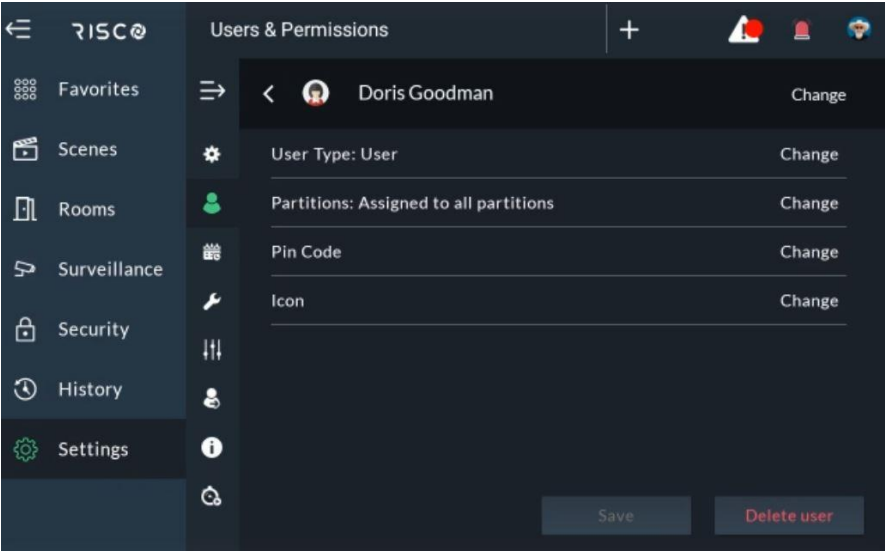 RISCO
Users & Permissions
+
Favorites
Scenes
Rooms
Surveillance
Security
History
Settings
Doris Goodman
Change
User Type: User
Change
Partitions: Assigned to all partitions
Change
Pin Code
Change
Icon
Change
Save
Delete user